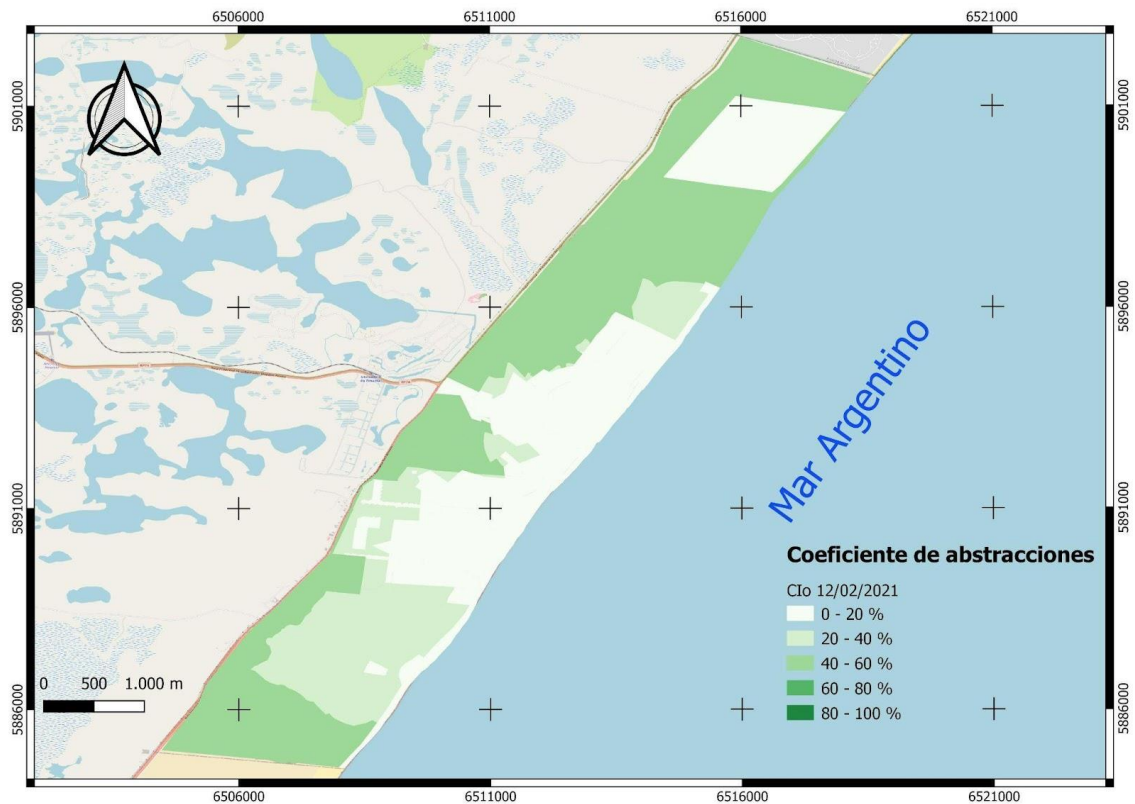 6506000
6511000
6516000
6521000
5901000
5901000
5896000
5896000
Mar Argentino
5891000
5891000
Coeficiente de abstracciones
CIo 12/02/2021
0 - 20 %
20 - 40 %
40 - 60 %
60 - 80 %
80 - 100 %
0 500 1.000 m
5886000
5886000
6506000
6511000
6516000
6521000